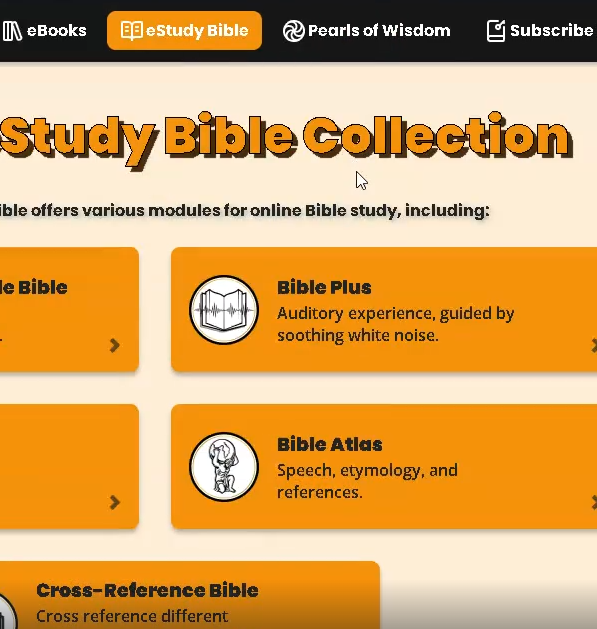 eBooks
eStudy Bible
Pearls of Wisdom
Subscribe
Study Bible Collection
offers various modules for online Bible study, including:
Bible
Bible Plus
Auditory experience, guided by
soothing white noise.
Bible Atlas
Speech, etymology, and
references.
Cross-Reference Bible
Cross reference different